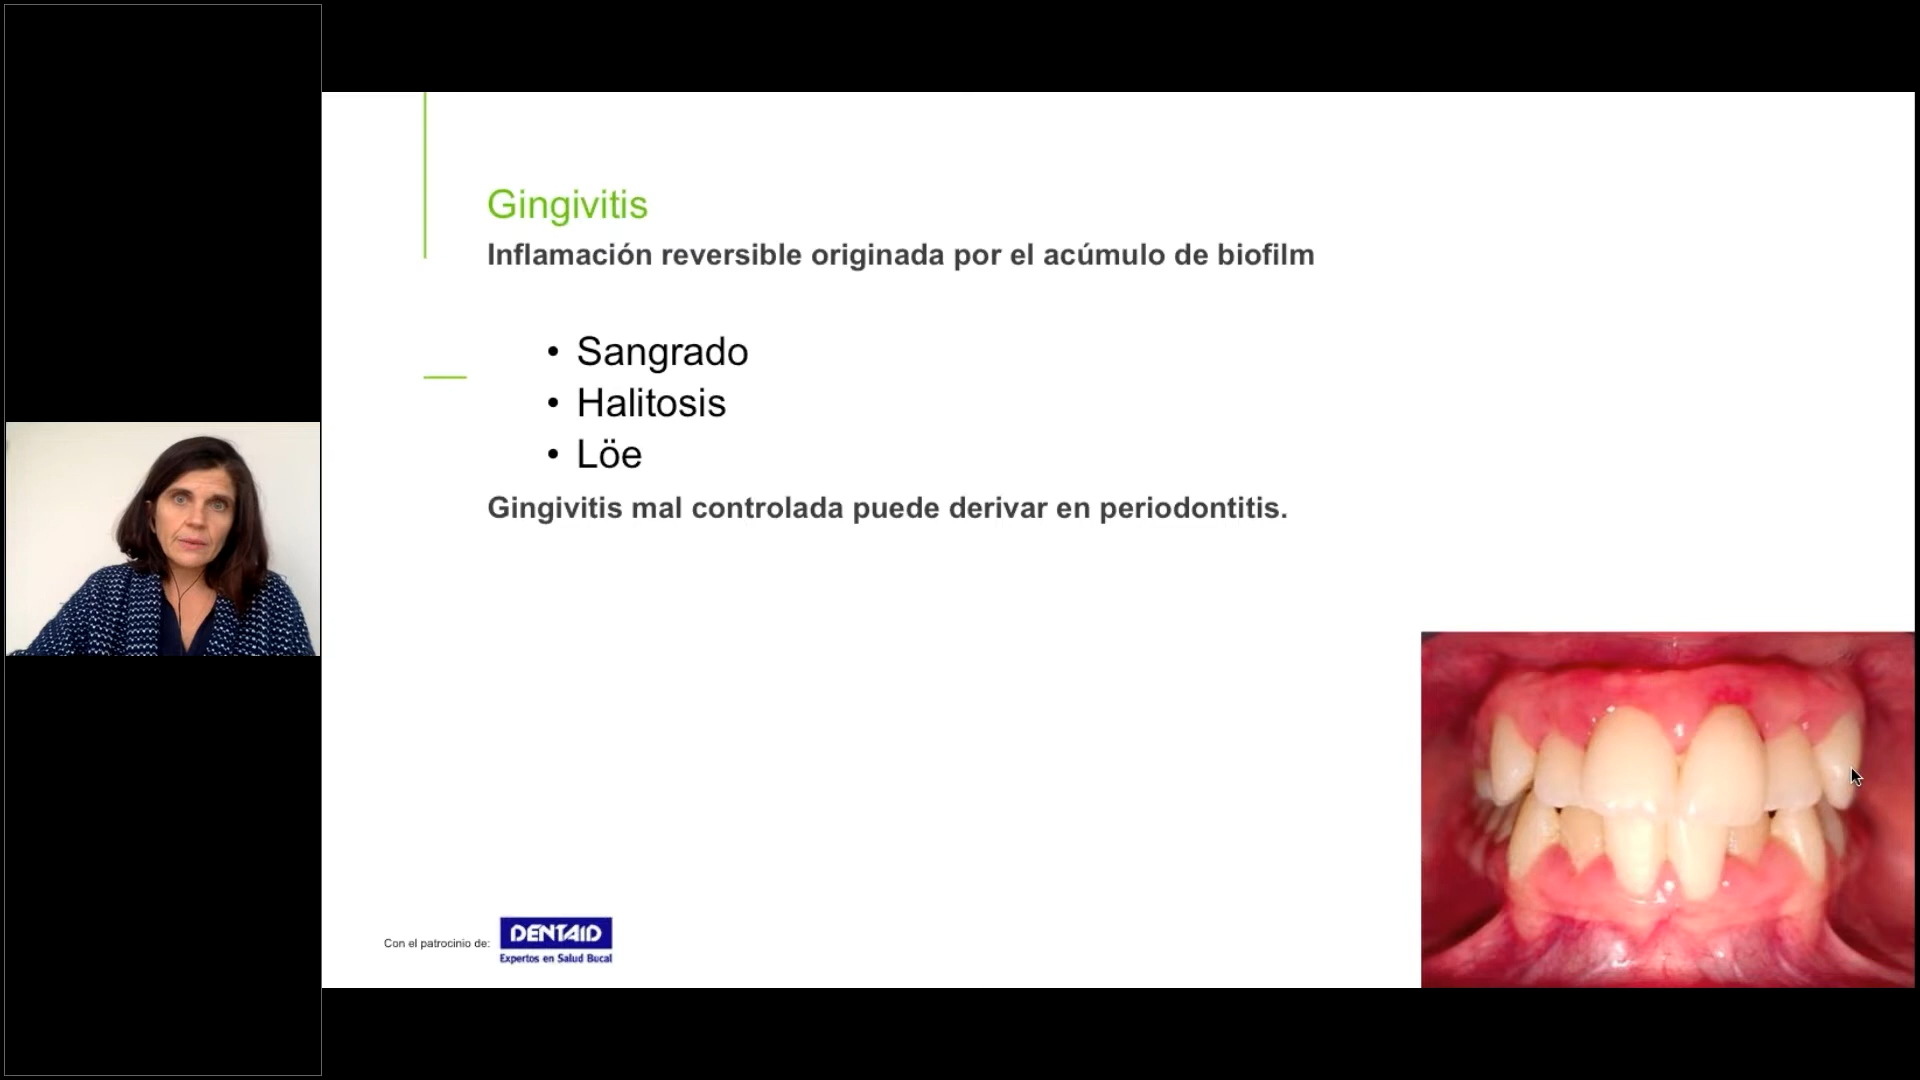 Gingivitis
Inflamación reversible originada por el acúmulo de biofilm
• Sangrado
• Halitosis
• Löe
Gingivitis mal controlada puede derivar en periodontitis.
Con el patrocinio de:
DENTAID
Expertos en Salud Bucal